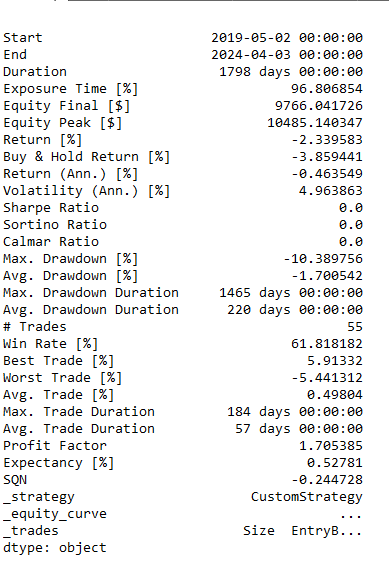 Start 2019-05-02 00:00:00
End 2024-04-03 00:00:00
Duration 1798 days 00:00:00
Exposure Time [%] 96.806854
Equity Final [$] 9766.041726
Equity Peak [$] 10485.140347
Return [%] -2.339583
Buy & Hold Return [%] -3.859441
Return (Ann.) [%] -0.463549
Volatility (Ann.) [%] 4.963863
Sharpe Ratio 0.0
Sortino Ratio 0.0
Calmar Ratio 0.0
Max. Drawdown [%] -10.389756
Avg. Drawdown [%] -1.700542
Max. Drawdown Duration 1465 days 00:00:00
Avg. Drawdown Duration 220 days 00:00:00
# Trades 55
Win Rate [%] 61.818182
Best Trade [%] 5.91332
Worst Trade [%] -5.441312
Avg. Trade [%] 0.49804
Max. Trade Duration 184 days 00:00:00
Avg. Trade Duration 57 days 00:00:00
Profit Factor 1.705385
Expectancy [%] 0.52781
SQN -0.244728
_strategy CustomStrategy
_equity_curve ...
_trades Size EntryB...
dtype: object